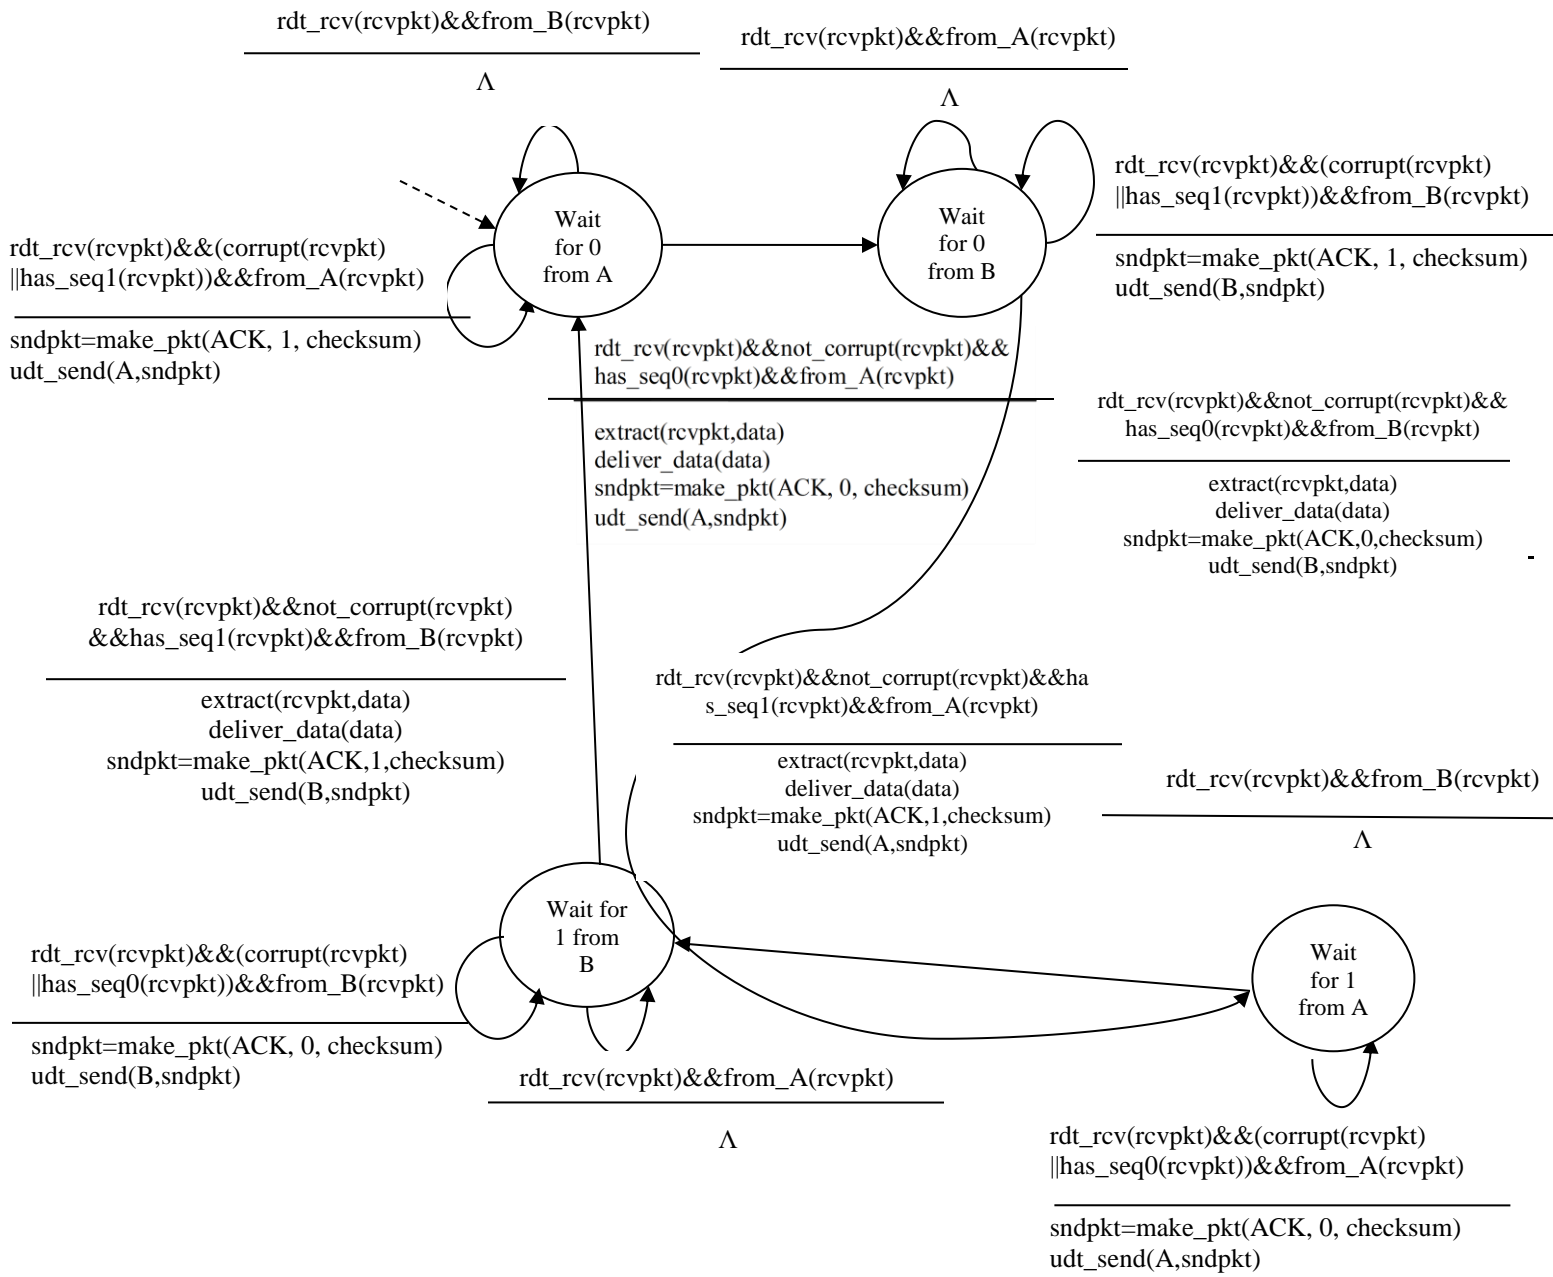 rdt_rcv(rcvpkt)&&from_B(rcvpkt)
Λ
rdt_rcv(rcvpkt)&&from_A(rcvpkt)
Λ
rdt_rcv(rcvpkt)&&(corrupt(rcvpkt)
||has_seq1(rcvpkt))&&from_B(rcvpkt)
sndpkt=make_pkt(ACK, 1, checksum)
udt_send(B,sndpkt)
Wait
for 0
from A
Wait
for 0
from B
rdt_rcv(rcvpkt)&&(corrupt(rcvpkt)
||has_seq1(rcvpkt))&&from_A(rcvpkt)
sndpkt=make_pkt(ACK, 1, checksum)
udt_send(A,sndpkt)
rdt_rcv(rcvpkt)&&not_corrupt(rcvpkt)&&
has_seq0(rcvpkt)&&from_A(rcvpkt)
extract(rcvpkt,data)
deliver_data(data)
sndpkt=make_pkt(ACK, 0, checksum)
udt_send(A,sndpkt)
rdt_rcv(rcvpkt)&&not_corrupt(rcvpkt)&&
has_seq0(rcvpkt)&&from_B(rcvpkt)
extract(rcvpkt,data)
deliver_data(data)
sndpkt=make_pkt(ACK,0,checksum)
udt_send(B,sndpkt)
rdt_rcv(rcvpkt)&&not_corrupt(rcvpkt)
&&has_seq1(rcvpkt)&&from_B(rcvpkt)
extract(rcvpkt,data)
deliver_data(data)
sndpkt=make_pkt(ACK,1,checksum)
udt_send(B,sndpkt)
rdt_rcv(rcvpkt)&&not_corrupt(rcvpkt)&&ha
s_seq1(rcvpkt)&&from_A(rcvpkt)
extract(rcvpkt,data)
deliver_data(data)
sndpkt=make_pkt(ACK,1,checksum)
udt_send(A,sndpkt)
rdt_rcv(rcvpkt)&&from_B(rcvpkt)
Λ
Wait for
1 from
B
Wait
for 1
from A
rdt_rcv(rcvpkt)&&(corrupt(rcvpkt)
||has_seq0(rcvpkt))&&from_B(rcvpkt)
sndpkt=make_pkt(ACK, 0, checksum)
udt_send(B,sndpkt)
rdt_rcv(rcvpkt)&&from_A(rcvpkt)
Λ
rdt_rcv(rcvpkt)&&(corrupt(rcvpkt)
||has_seq0(rcvpkt))&&from_A(rcvpkt)
sndpkt=make_pkt(ACK, 0, checksum)
udt_send(A,sndpkt)